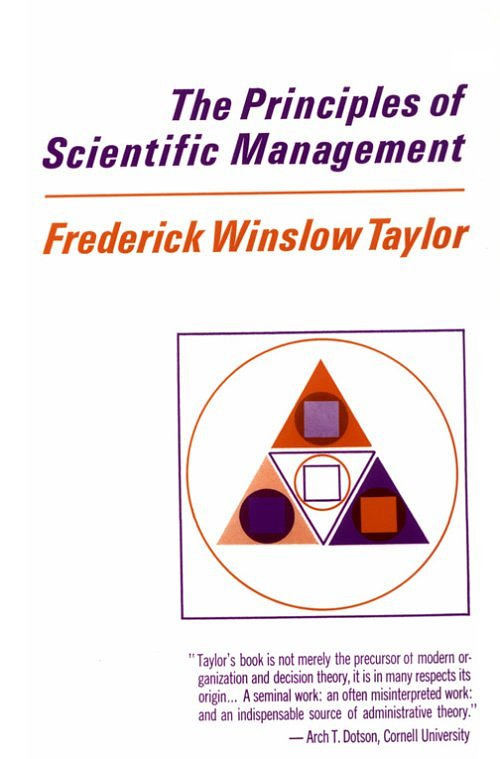 The Principles of
Scientific Management
Frederick Winslow Taylor
"Taylor's book is not merely the precursor of modern or-
ganization and decision theory, it is in many respects its
origin... A seminal work: an often misinterpreted work:
and an indispensable source of administrative theory."
— Arch T. Dotson, Cornell University